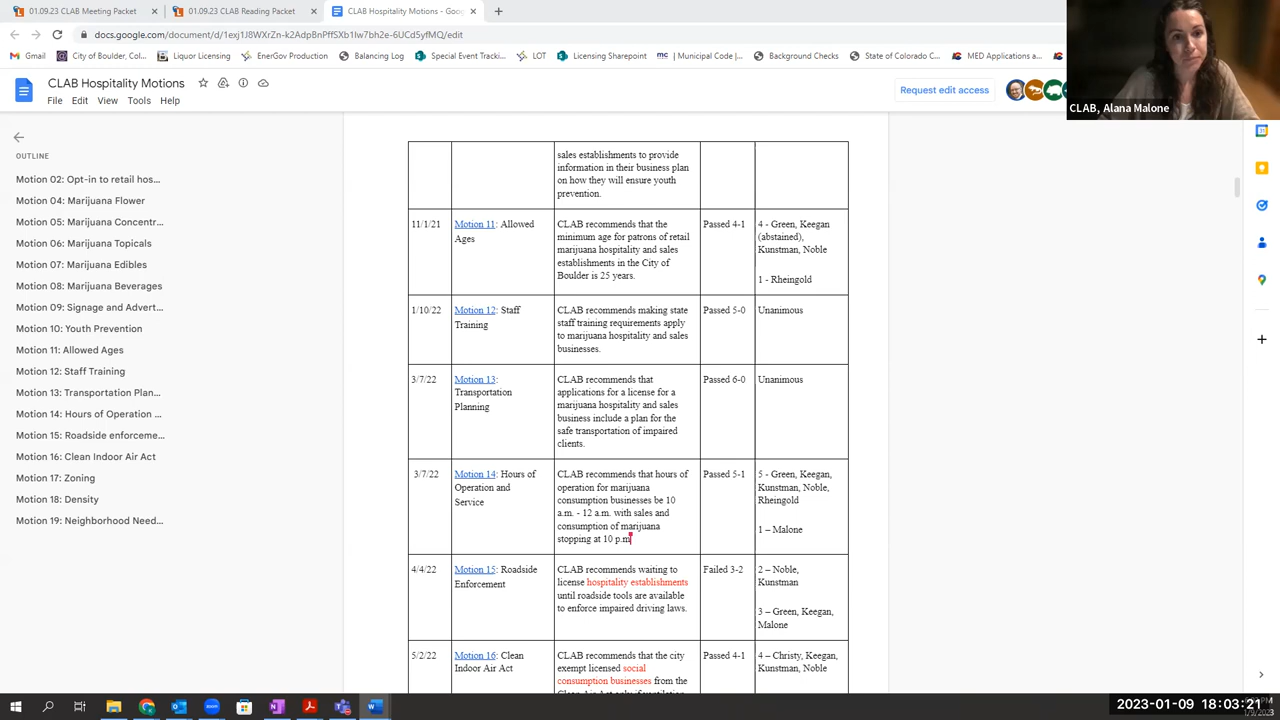 01.09.23 CLAB Meeting Packet
01.09.23 CLAB Reading Packet
CLAB Hospitality Motions - Goo
docs.google.com/document/d/1exj1J8WXrZn-k2AdpBnPffSXb1Iw7bh2e-6UCd5yfMQ/edit
Gmail
City of Boulder, Col...
Liquor Licensing
EnerGov Production
Balancing Log
Special Event Tracki...
LOT
Licensing Sharepoint
mc | Municipal Code |...
Background Checks
State of Colorado C...
MED Applications a
CLAB Hospitality Motions
File Edit View Tools Help
Request edit access
CLAB, Alana Malone
OUTLINE
Motion 02: Opt-in to retail hos...
Motion 04: Marijuana Flower
Motion 05: Marijuana Concentr...
Motion 06: Marijuana Topicals
Motion 07: Marijuana Edibles
Motion 08: Marijuana Beverages
Motion 09: Signage and Advert...
Motion 10: Youth Prevention
Motion 11: Allowed Ages
Motion 12: Staff Training
Motion 13: Transportation Plan...
Motion 14: Hours of Operation ...
Motion 15: Roadside enforceme...
Motion 16: Clean Indoor Air Act
Motion 17: Zoning
Motion 18: Density
Motion 19: Neighborhood Need...
sales establishments to provide
information in their business plan
on how they will ensure youth
prevention.
11/1/21
Motion 11: Allowed
Ages
CLAB recommends that the
minimum age for patrons of retail
marijuana hospitality and sales
establishments in the City of
Boulder is 25 years.
Passed 4-1
4 - Green, Keegan
(abstained),
Kunstman, Noble
1 - Rheingold
1/10/22
Motion 12: Staff
Training
CLAB recommends making state
staff training requirements apply
to marijuana hospitality and sales
businesses.
Passed 5-0
Unanimous
3/7/22
Motion 13:
Transportation
Planning
CLAB recommends that
applications for a license for a
marijuana hospitality and sales
business include a plan for the
safe transportation of impaired
clients.
Passed 6-0
Unanimous
3/7/22
Motion 14: Hours of
Operation and
Service
CLAB recommends that hours of
operation for marijuana
consumption businesses be 10
a.m. - 12 a.m. with sales and
consumption of marijuana
stopping at 10 p.m
Passed 5-1
5 - Green, Keegan,
Kunstman, Noble,
Rheingold
1 – Malone
4/4/22
Motion 15: Roadside
Enforcement
CLAB recommends waiting to
license hospitality establishments
until roadside tools are available
to enforce impaired driving laws.
Failed 3-2
2 – Noble,
Kunstman
3 – Green, Keegan,
Malone
5/2/22
Motion 16: Clean
Indoor Air Act
CLAB recommends that the city
exempt licensed social
consumption businesses from the
Passed 4-1
4 – Christy, Keegan,
Kunstman, Noble
2023-01-09 18:03:21